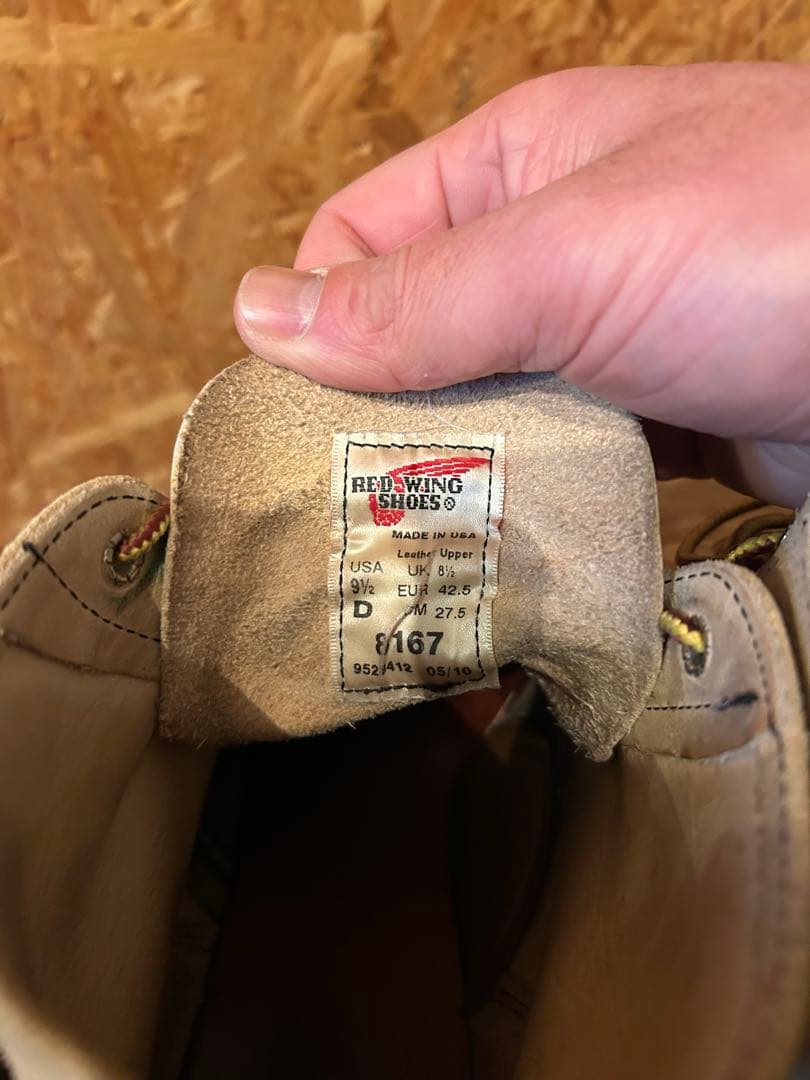 RED WING
SHOES®
MADE IN USA
Leather Upper
USA UK 8½
9½ EUR 42.5
D CM 27.5
8167
05/10